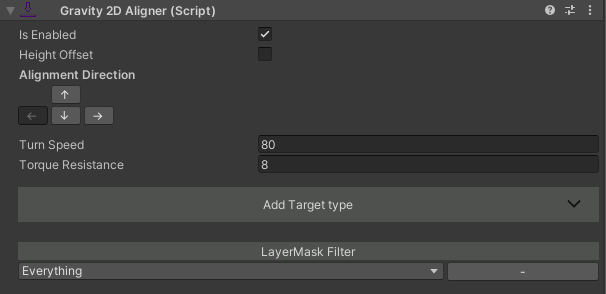 Gravity 2D Aligner (Script)
Is Enabled
Height Offset
Alignment Direction
↑
← ↓ →
Turn Speed 80
Torque Resistance 8
Add Target type
LayerMask Filter
Everything -